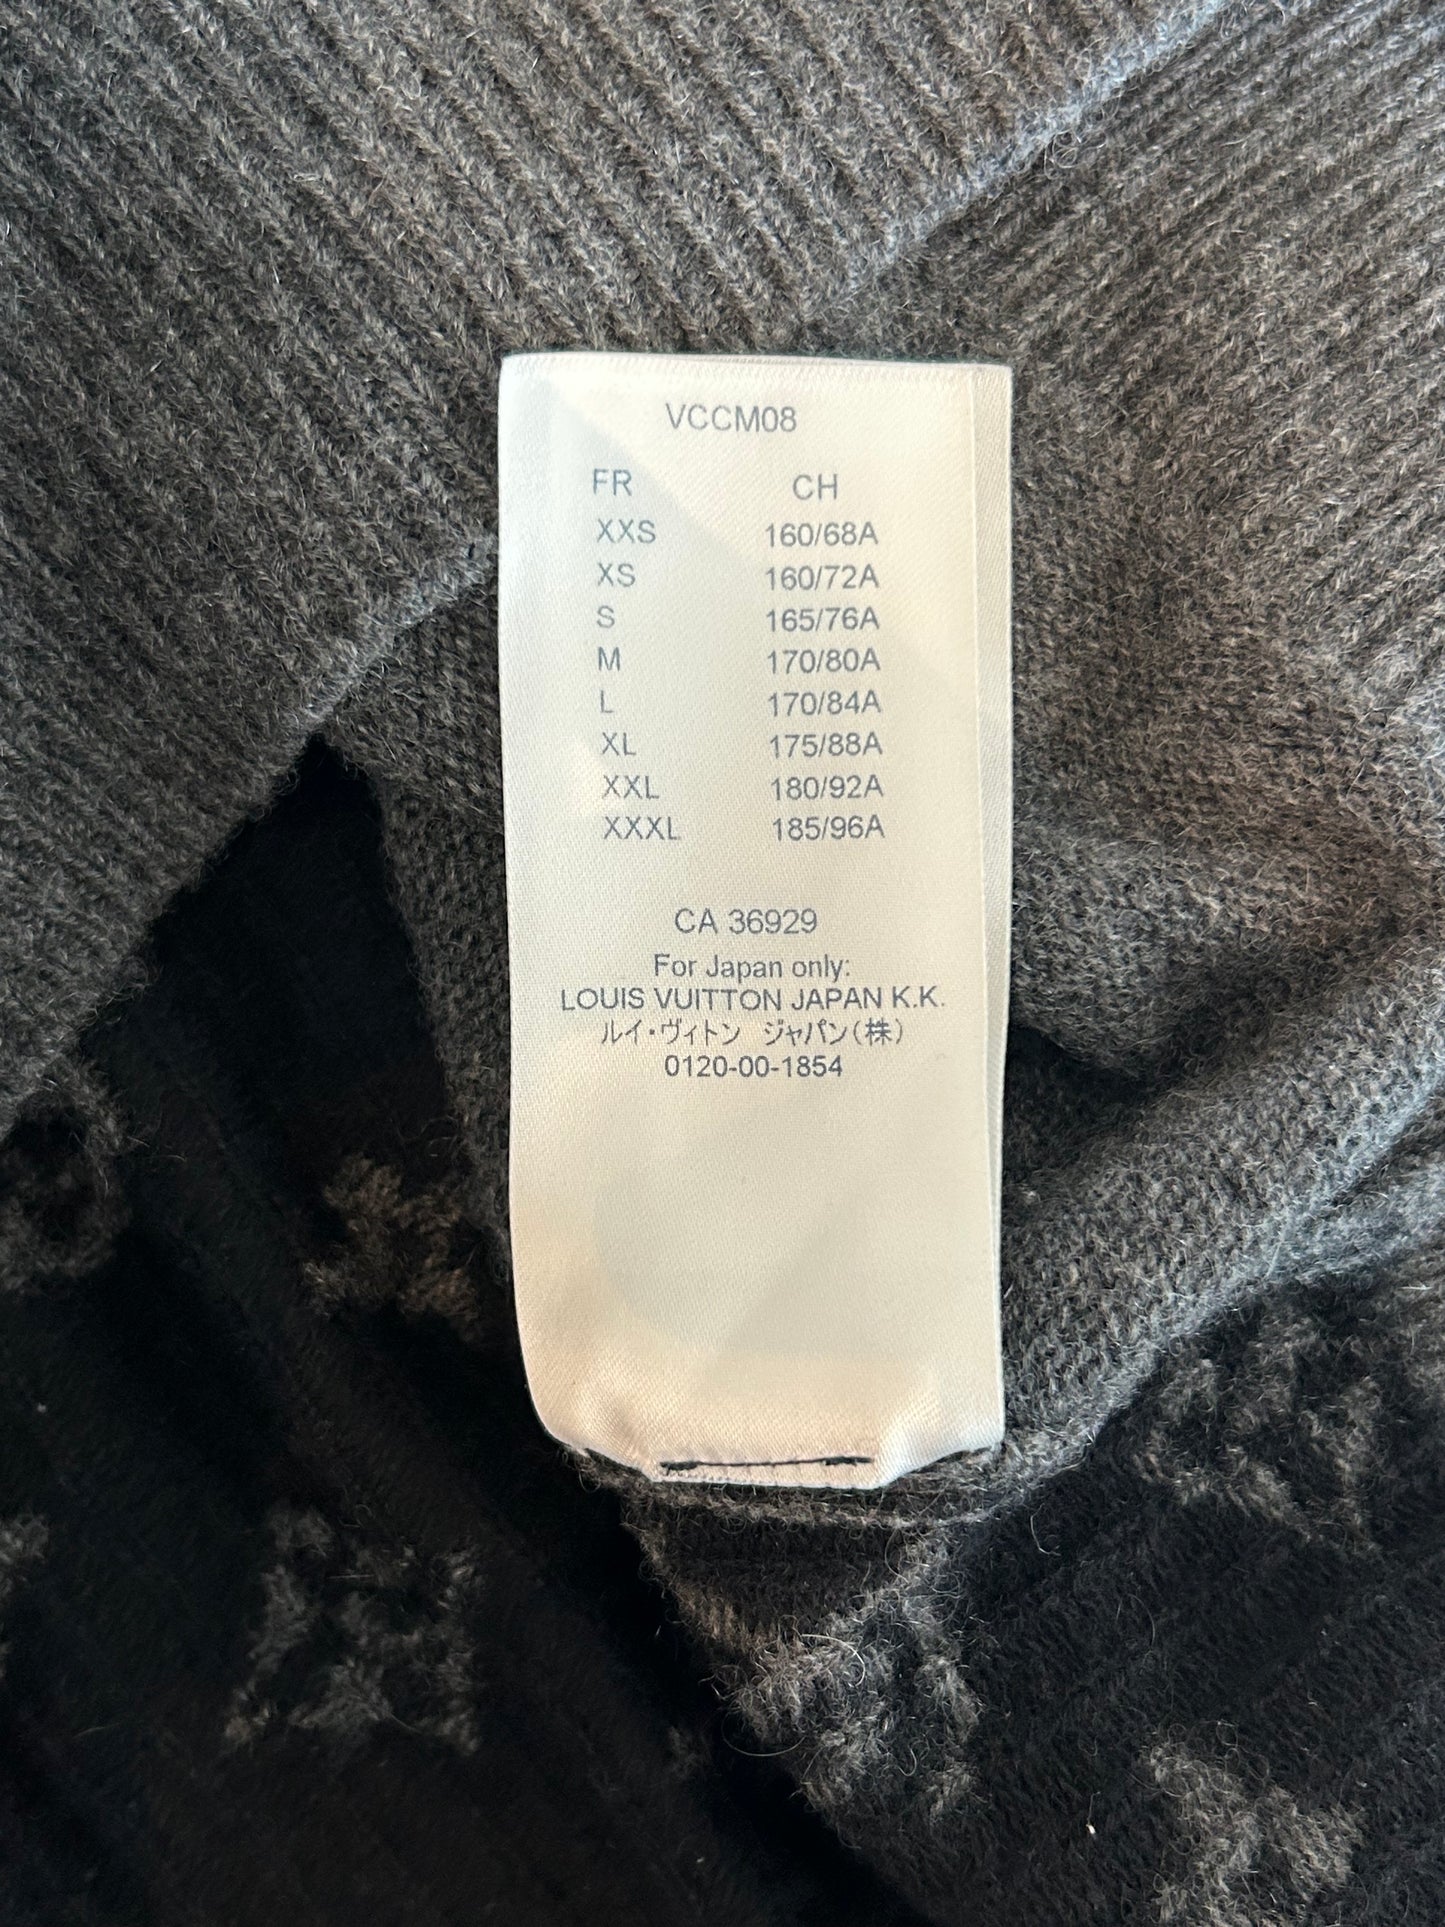 VCCM08
FR CH
XXS 160/68A
XS 160/72A
S 165/76A
M 170/80A
L 170/84A
XL 175/88A
XXL 180/92A
XXXL 185/96A
CA 36929
For Japan only:
LOUIS VUITTON JAPAN K.K.
ルイ・ヴィトン ジャパン(株)
0120-00-1854